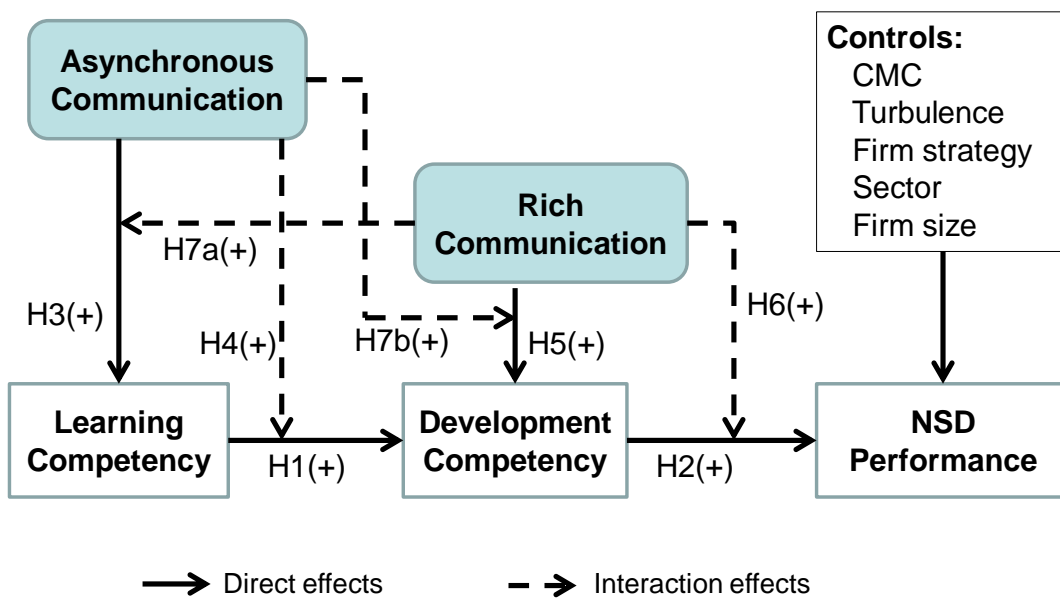 Asynchronous
Communication
Controls:
CMC
Turbulence
Firm strategy
Sector
Firm size
Rich
Communication
H7a(+)
H3(+)
H4(+)
H7b(+)
H5(+)
H6(+)
Learning
Competency
H1(+)
Development
Competency
H2(+)
NSD
Performance
Direct effects
Interaction effects